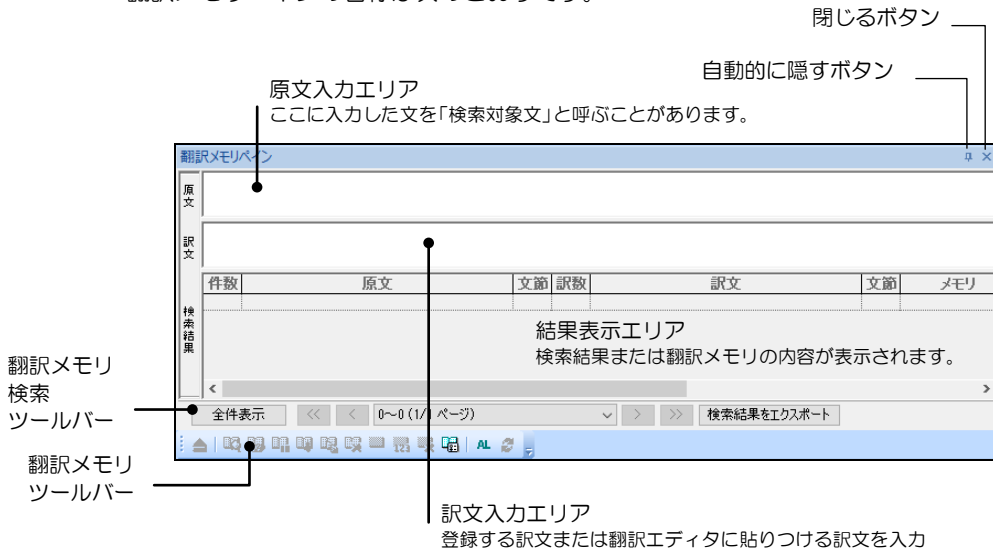 閉じるボタン
自動的に隠すボタン
原文入力エリア
ここに入力した文を「検索対象文」と呼ぶことがあります。
翻訳メモリペイン
原文
訳文
件数 原文 文節 訳数 訳文 文節 メモリ
検索結果
結果表示エリア
検索結果または翻訳メモリの内容が表示されます。
翻訳メモリ
検索
ツールバー
全件表示 << < 0～0 (1/1 ページ) > >> 検索結果をエクスポート
AL
翻訳メモリ
ツールバー
訳文入力エリア
登録する訳文または翻訳エディタに貼りつける訳文を入力